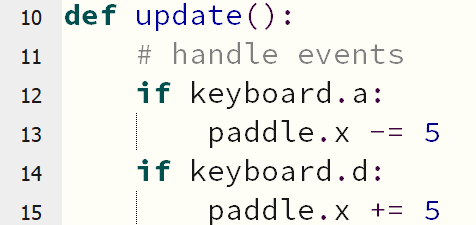 10 def update():
11     # handle events
12     if keyboard.a:
13         paddle.x -= 5
14     if keyboard.d:
15         paddle.x += 5